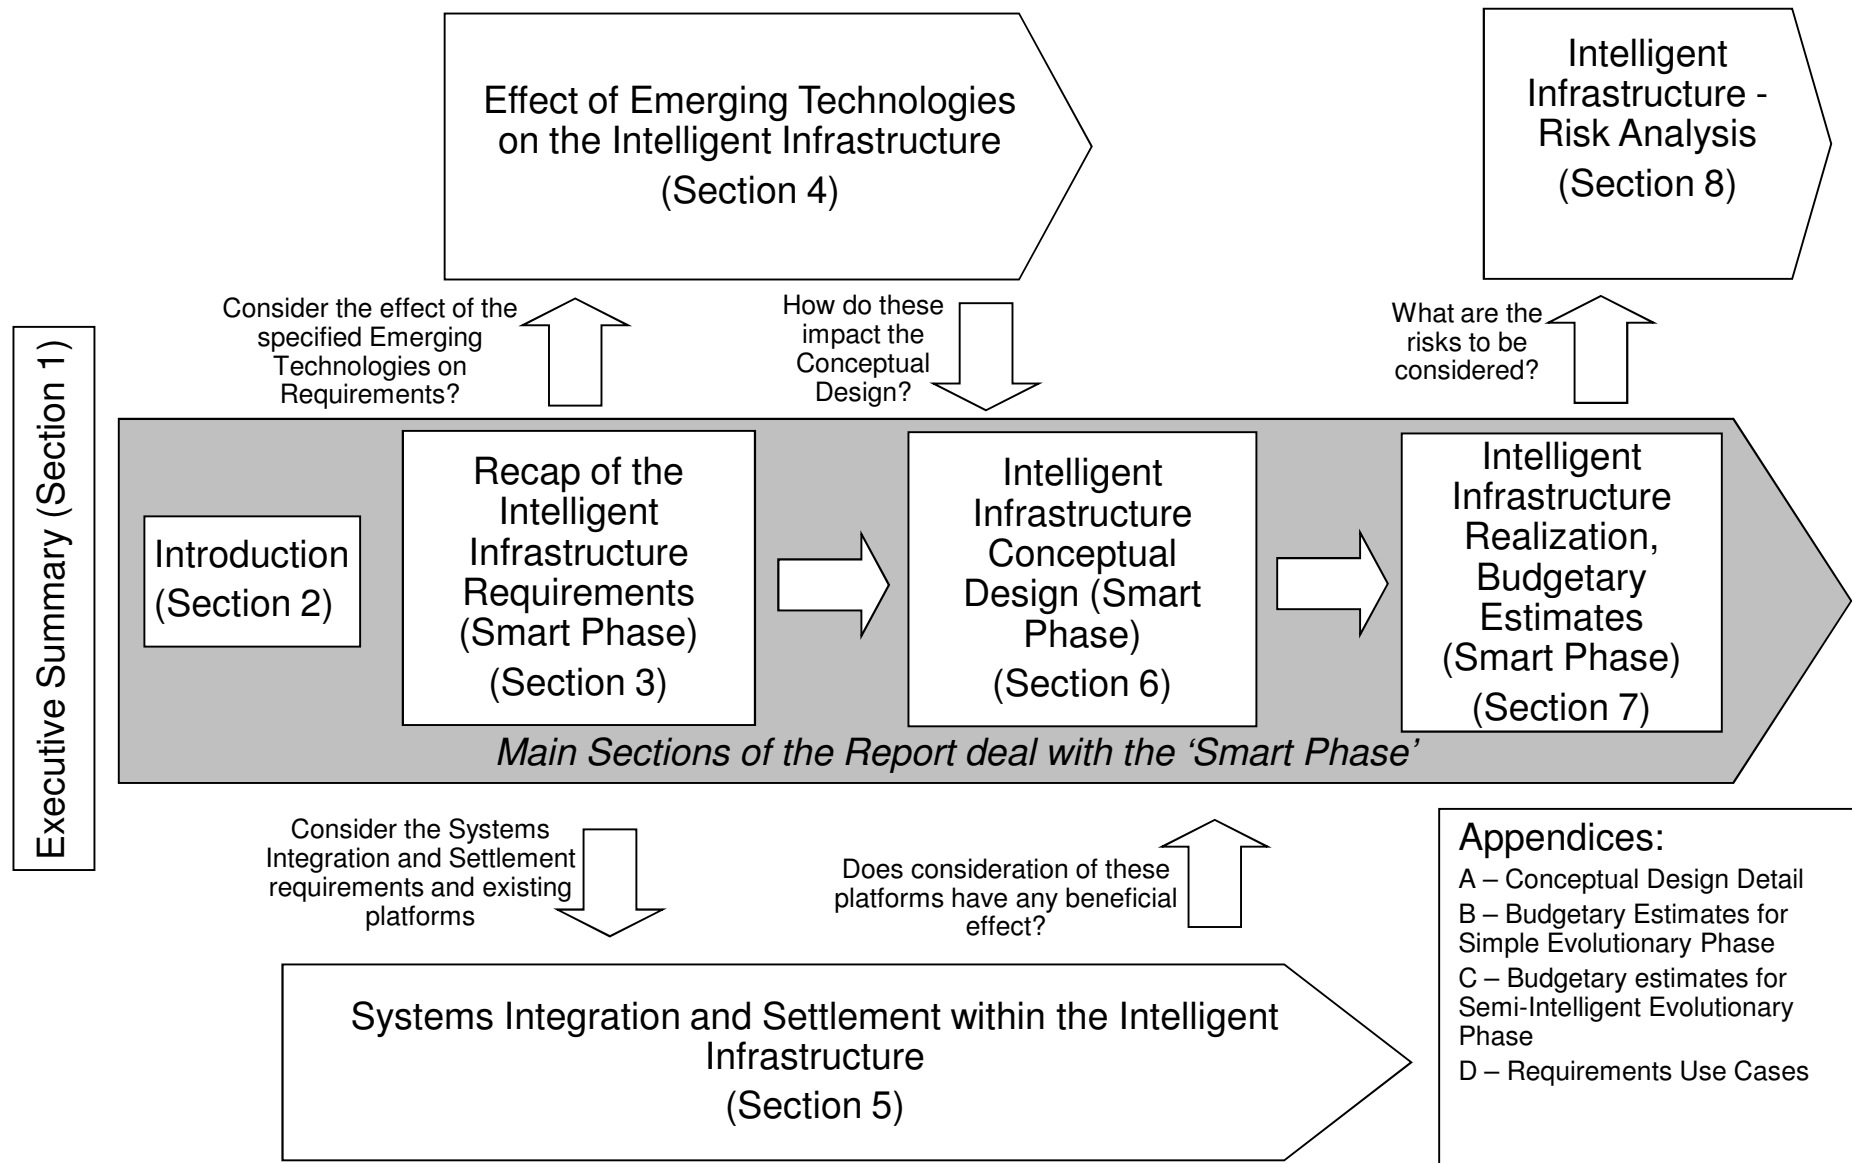 Effect of Emerging Technologies
on the Intelligent Infrastructure
(Section 4)
Intelligent
Infrastructure -
Risk Analysis
(Section 8)
Consider the effect of the
specified Emerging
Technologies on
Requirements?
How do these
impact the
Conceptual
Design?
What are the
risks to be
considered?
Executive Summary (Section 1)
Introduction
(Section 2)
Recap of the
Intelligent
Infrastructure
Requirements
(Smart Phase)
(Section 3)
Intelligent
Infrastructure
Conceptual
Design (Smart
Phase)
(Section 6)
Intelligent
Infrastructure
Realization,
Budgetary
Estimates
(Smart Phase)
(Section 7)
Main Sections of the Report deal with the ‘Smart Phase’
Consider the Systems
Integration and Settlement
requirements and existing
platforms
Does consideration of these
platforms have any beneficial
effect?
Systems Integration and Settlement within the Intelligent
Infrastructure
(Section 5)
Appendices:
A – Conceptual Design Detail
B – Budgetary Estimates for
Simple Evolutionary Phase
C – Budgetary estimates for
Semi-Intelligent Evolutionary
Phase
D – Requirements Use Cases